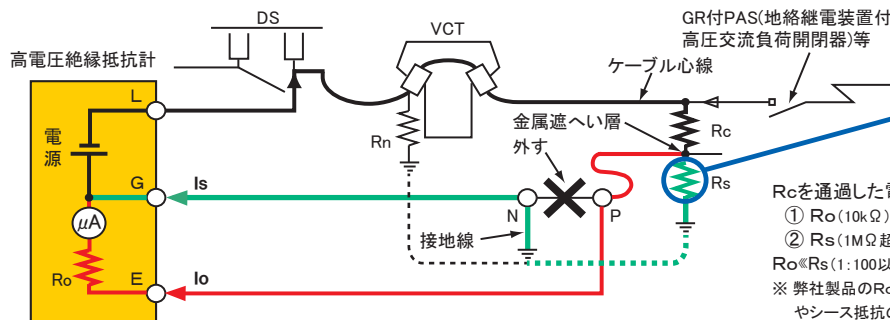 DS
VCT
GR付PAS(地絡継電装置付
高圧交流負荷開閉器)等
高電圧絶縁抵抗計
ケーブル心線
L
電源
Rn
金属遮へい層
外す
Rc
G
Is
N
P
Rs
μA
接地線
Ro
E
Io
Rcを通過した電
① Ro(10kΩ)
② Rs(1MΩ超
Ro≪Rs(1:100以
※ 弊社製品のRo
やシース抵抗の